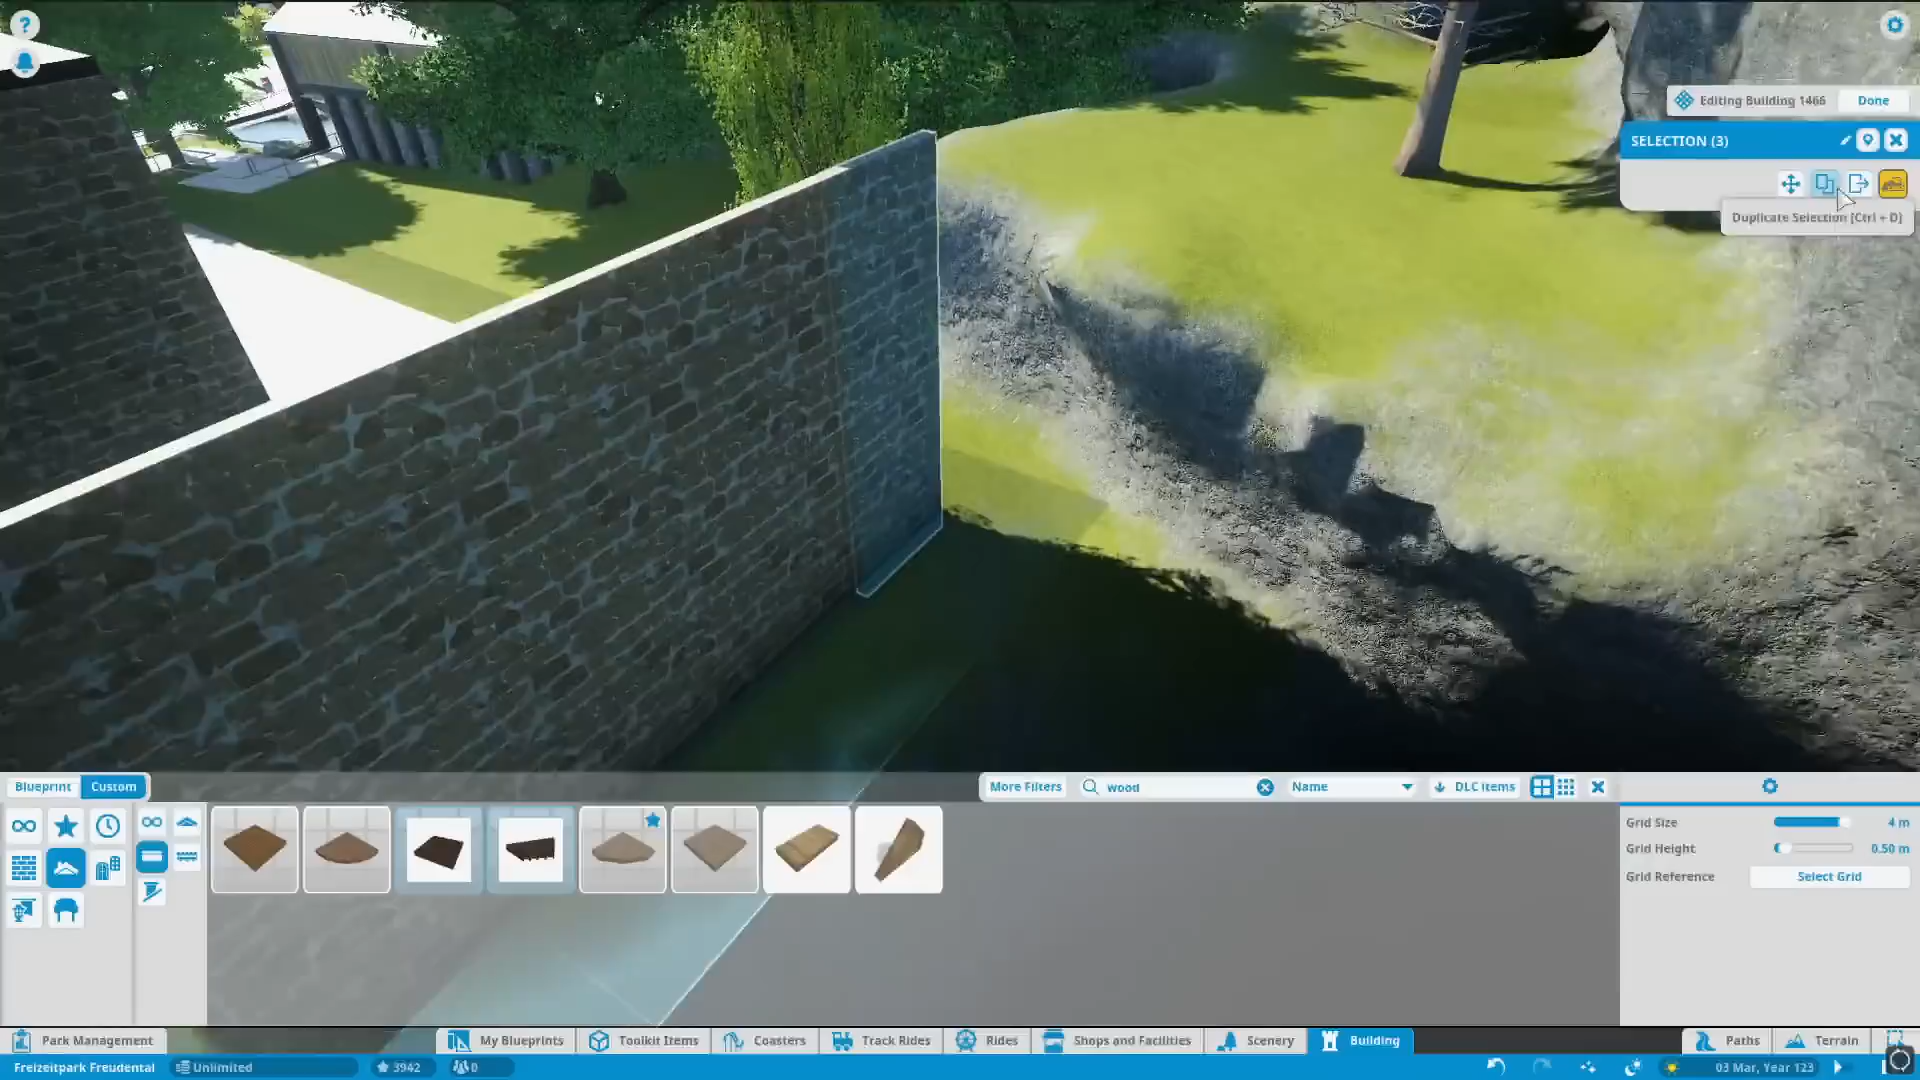 ?
Editing Building 1466 Done
SELECTION (3)
Duplicate Selection [Ctrl + D]
Blueprint Custom More Filters wood Name DLC Items
Grid Size 4 m
Grid Height 0.50 m
Grid Reference Select Grid
Park Management My Blueprints Toolkit Items Coasters Track Rides Rides Shops and Facilities Scenery Building Paths Terrain
Freizeitpark Freudental Unlimited 3942 0 03 Mar, Year 123